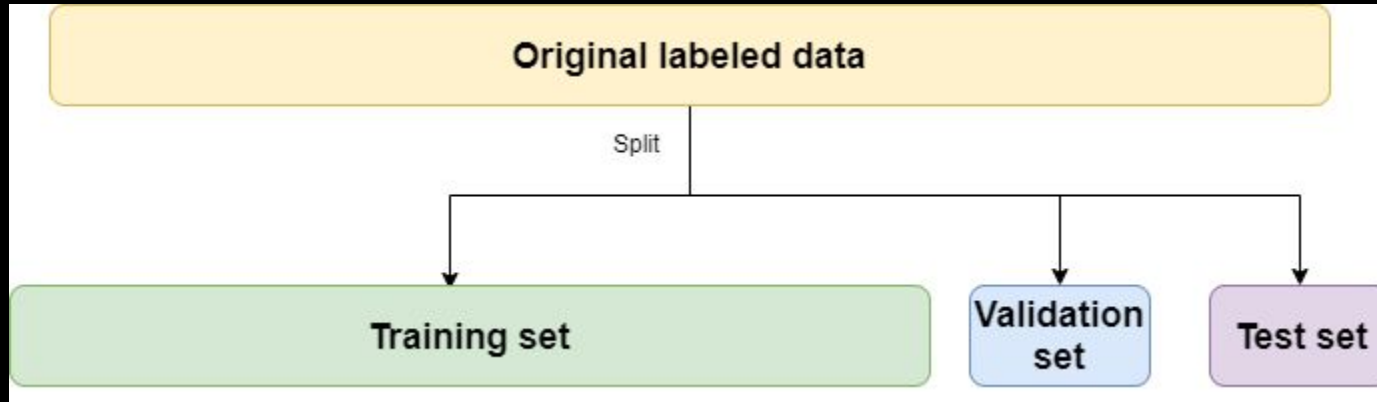 Original labeled data
Split
Training set
Validation
set
Test set